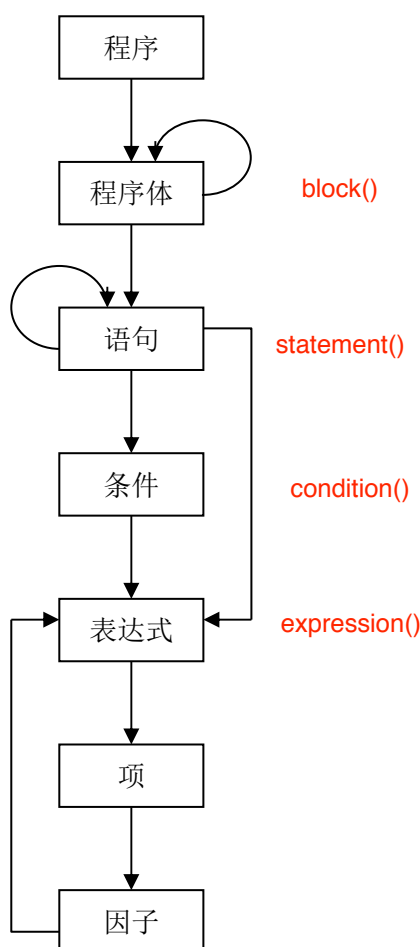 程序
程序体
block()
语句
statement()
条件
condition()
表达式
expression()
项
因子